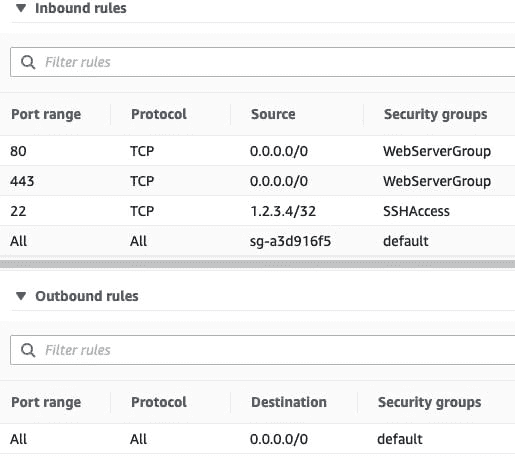 Inbound rules
Filter rules
Port range Protocol Source Security groups
80 TCP 0.0.0.0/0 WebServerGroup
443 TCP 0.0.0.0/0 WebServerGroup
22 TCP 1.2.3.4/32 SSHAccess
All All sg-a3d916f5 default
Outbound rules
Filter rules
Port range Protocol Destination Security groups
All All 0.0.0.0/0 default